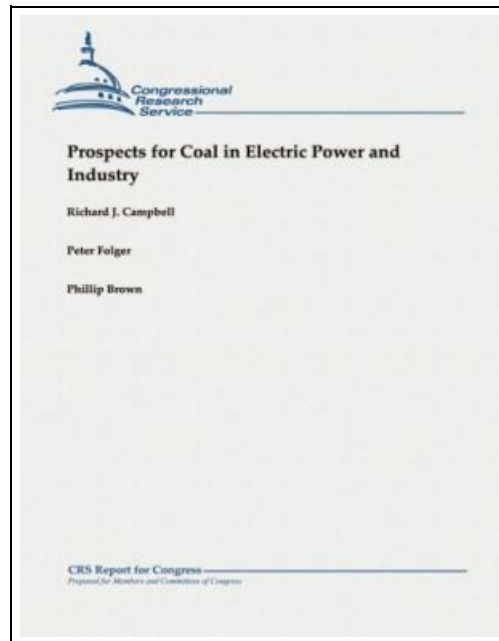 Congressional
Research
Service
Prospects for Coal in Electric Power and
Industry
Richard J. Campbell
Peter Folger
Phillip Brown
CRS Report for Congress
Prepared for Members and Committees of Congress